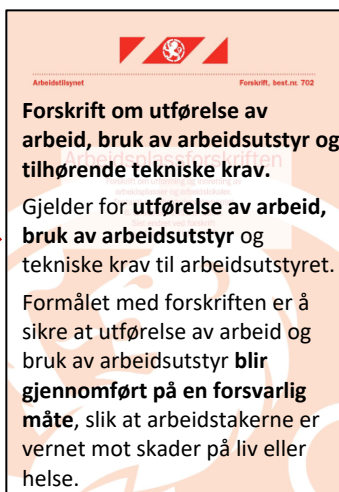 Arbeidstilsynet Forskrift, best.nr. 702
Forskrift om utførelse av
arbeid, bruk av arbeidsutstyr og
tilhørende tekniske krav.
Arbeidsplassforskriften
Gjelder for utførelse av arbeid,
bruk av arbeidsutstyr og
tekniske krav til arbeidsutstyret.
Formålet med forskriften er å
sikre at utførelse av arbeid og
bruk av arbeidsutstyr blir
gjennomført på en forsvarlig
måte, slik at arbeidstakerne er
vernet mot skader på liv eller
helse.